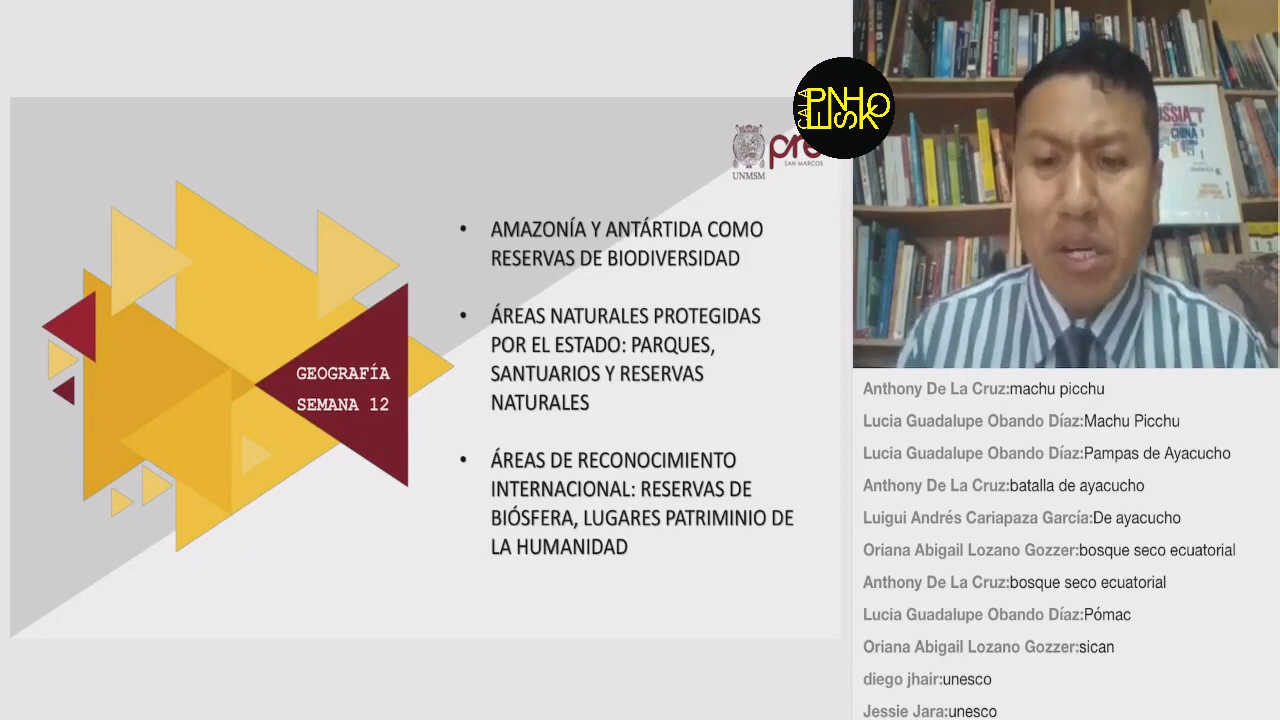 CALA
PNHO
ESK
pre
SAN MARCOS
UNMSM
• AMAZONÍA Y ANTÁRTIDA COMO
RESERVAS DE BIODIVERSIDAD
• ÁREAS NATURALES PROTEGIDAS
POR EL ESTADO: PARQUES,
SANTUARIOS Y RESERVAS
NATURALES
• ÁREAS DE RECONOCIMIENTO
INTERNACIONAL: RESERVAS DE
BIÓSFERA, LUGARES PATRIMINIO DE
LA HUMANIDAD
GEOGRAFÍA
SEMANA 12
CHINA
Anthony De La Cruz:machu picchu
Lucia Guadalupe Obando Díaz:Machu Picchu
Lucia Guadalupe Obando Díaz:Pampas de Ayacucho
Anthony De La Cruz:batalla de ayacucho
Luigui Andrés Cariapaza García:De ayacucho
Oriana Abigail Lozano Gozzer:bosque seco ecuatorial
Anthony De La Cruz:bosque seco ecuatorial
Lucia Guadalupe Obando Díaz:Pómac
Oriana Abigail Lozano Gozzer:sican
diego jhair:unesco
Jessie Jara:unesco